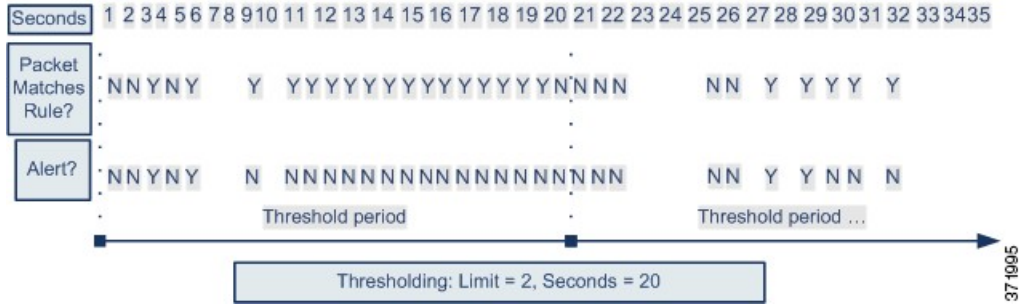 Seconds 1 2 3 4 5 6 7 8 9 10 11 12 13 14 15 16 17 18 19 20 21 22 23 24 25 26 27 28 29 30 31 32 33 34 35
Packet
Matches
Rule?
N N Y N Y Y Y Y Y Y Y Y Y Y Y Y Y Y Y Y N N N N N N Y Y Y Y Y
Alert?
N N Y N Y N N N N N N N N N N N N N N N N N N N N N Y Y N N N
Threshold period
Threshold period ...
Thresholding: Limit = 2, Seconds = 20
371995